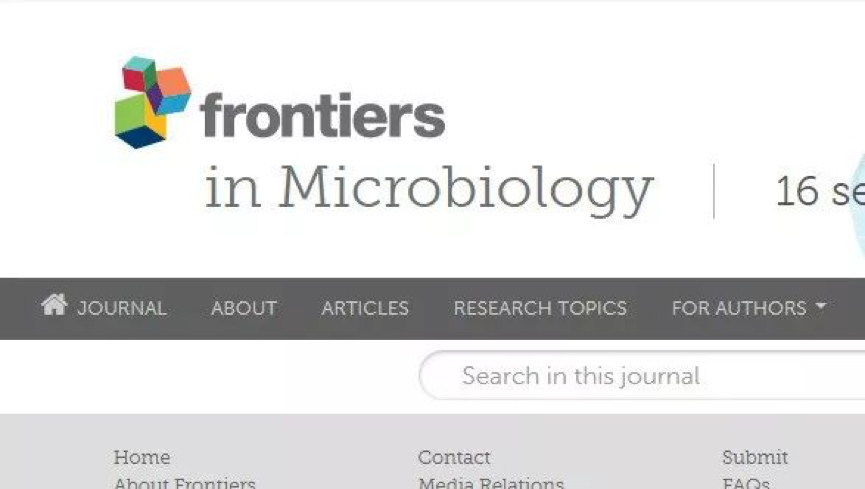 frontiers
in Microbiology
16
JOURNAL ABOUT ARTICLES RESEARCH TOPICS FOR AUTHORS
Search in this journal
Home Contact Submit
About Frontiers Media Relations FAQs